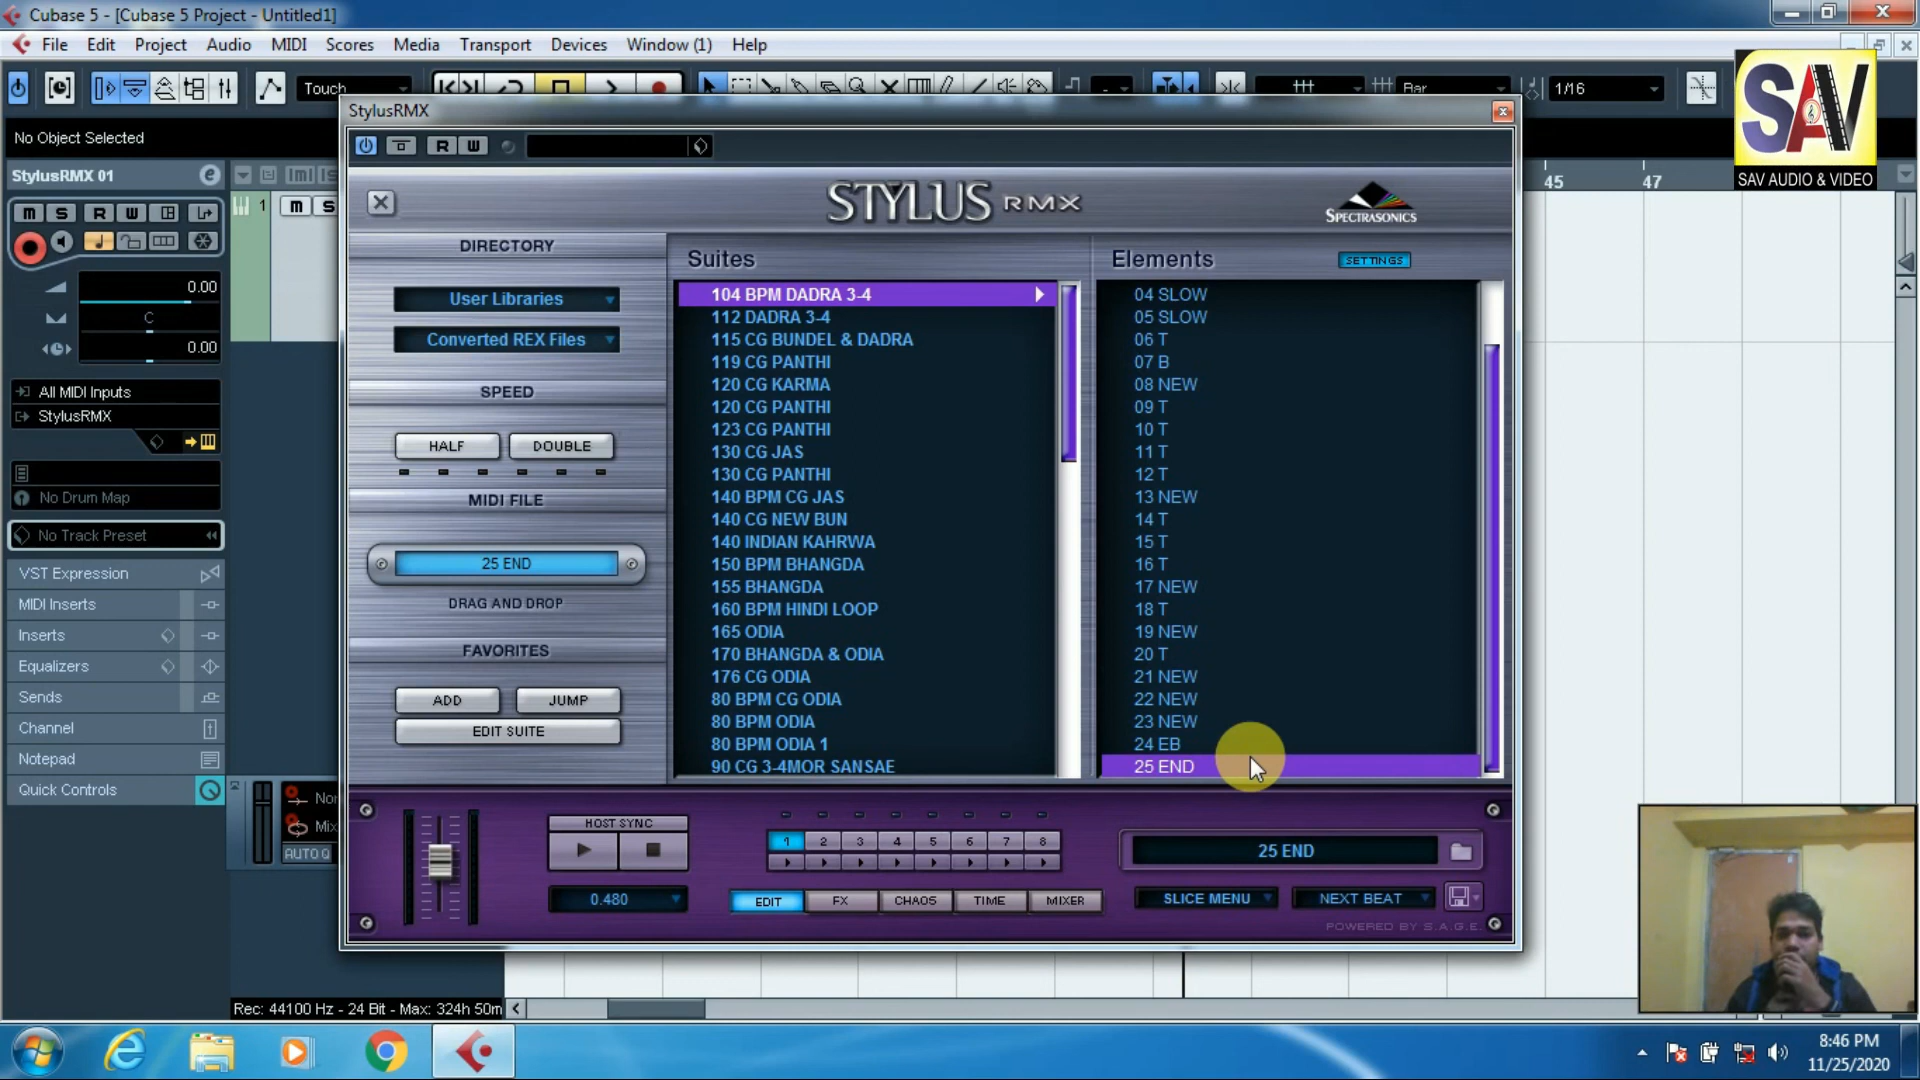 Cubase 5 - [Cubase 5 Project - Untitled1]
File Edit Project Audio MIDI Scores Media Transport Devices Window (1) Help
Touch
Bar
1/16
No Object Selected
StylusRMX
R W
SAV
SAV AUDIO & VIDEO
StylusRMX 01
M S R W
1 M S
45 47
0.00
C
0.00
All MIDI Inputs
StylusRMX
No Drum Map
No Track Preset
VST Expression
MIDI Inserts
Inserts
Equalizers
Sends
Channel
Notepad
Quick Controls
AUTO Q
STYLUS RMX
SPECTRASONICS
DIRECTORY
User Libraries
Converted REX Files
SPEED
HALF DOUBLE
MIDI FILE
25 END
DRAG AND DROP
FAVORITES
ADD JUMP
EDIT SUITE
Suites
104 BPM DADRA 3-4
112 DADRA 3-4
115 CG BUNDEL & DADRA
119 CG PANTHI
120 CG KARMA
120 CG PANTHI
123 CG PANTHI
130 CG JAS
130 CG PANTHI
140 BPM CG JAS
140 CG NEW BUN
140 INDIAN KAHRWA
150 BPM BHANGDA
155 BHANGDA
160 BPM HINDI LOOP
165 ODIA
170 BHANGDA & ODIA
176 CG ODIA
80 BPM CG ODIA
80 BPM ODIA
80 BPM ODIA 1
90 CG 3-4MOR SANSAE
Elements
SETTINGS
04 SLOW
05 SLOW
06 T
07 B
08 NEW
09 T
10 T
11 T
12 T
13 NEW
14 T
15 T
16 T
17 NEW
18 T
19 NEW
20 T
21 NEW
22 NEW
23 NEW
24 EB
25 END
HOST SYNC
0.480
1 2 3 4 5 6 7 8
EDIT FX CHAOS TIME MIXER
25 END
SLICE MENU NEXT BEAT
POWERED BY S.A.G.E.
Rec: 44100 Hz - 24 Bit - Max: 324h 50m
8:46 PM
11/25/2020